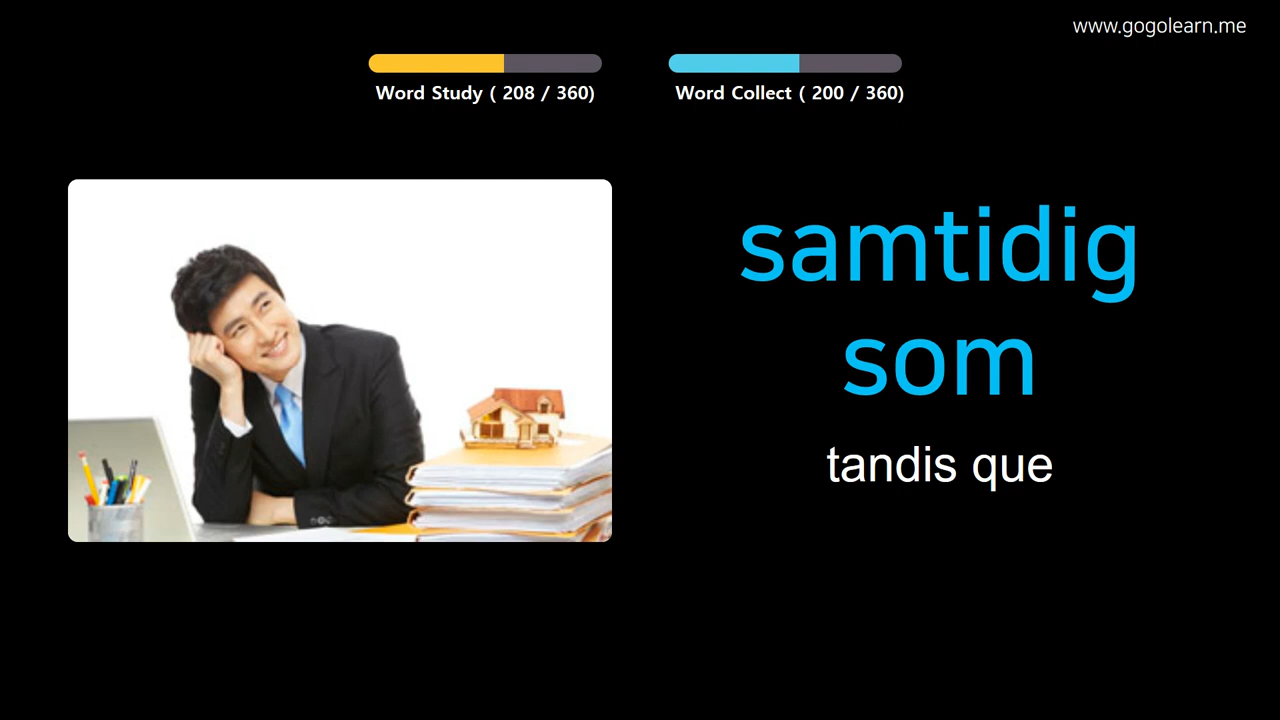 www.gogolearn.me
Word Study ( 208 / 360)
Word Collect ( 200 / 360)
samtidig
som
tandis que